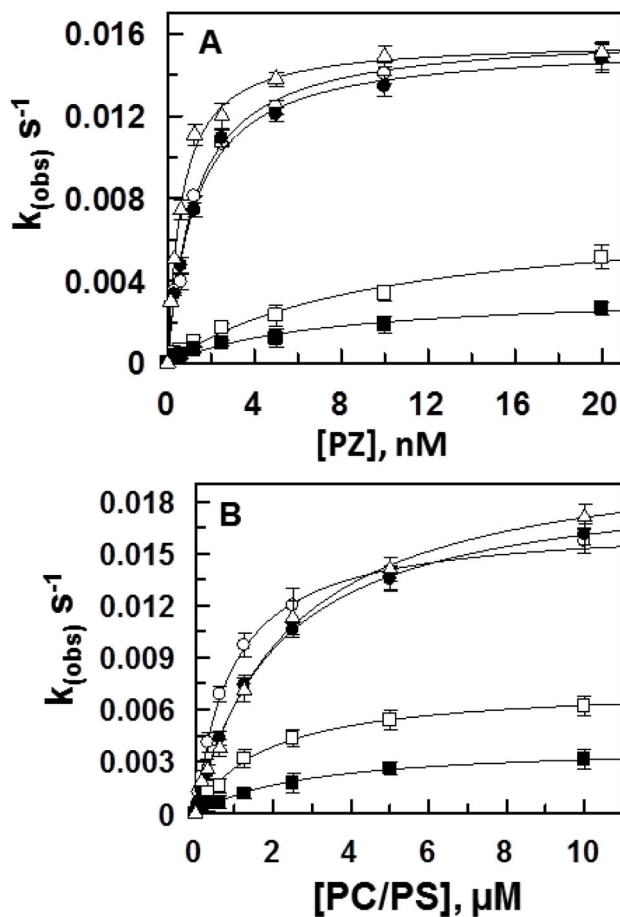 A
0.016
0.012
0.008
0.004
0
k(obs) s-1
0 4 8 12 16 20
[PZ], nM
B
0.018
0.015
0.012
0.009
0.006
0.003
0
k(obs) s-1
0 2 4 6 8 10
[PC/PS], μM